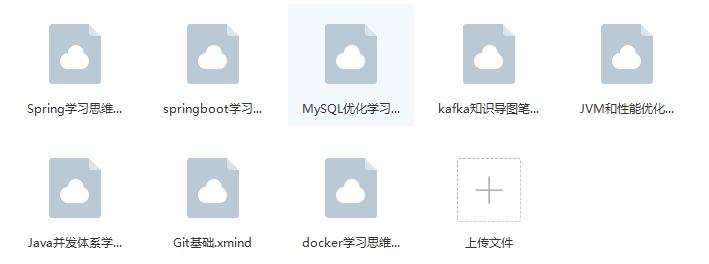 Spring学习思维...
springboot学习...
MySQL优化学习...
kafka知识导图笔...
JVM和性能优化...
Java并发体系学...
Git基础.xmind
docker学习思维...
上传文件